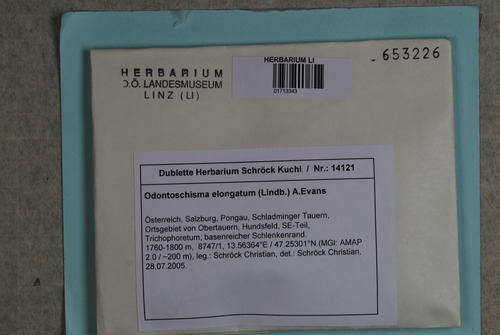 HERBARIUM
O.Ö. LANDESMUSEUM
LINZ (LI)
HERBARIUM LI
01713343
653226
Dublette Herbarium Schröck Kuchl / Nr.: 14121
Odontoschisma elongatum (Lindb.) A.Evans
Österreich, Salzburg, Pongau, Schladminger Tauern,
Ortsgebiet von Obertauern, Hundsfeld, SE-Teil,
Trichophoretum, basenreicher Schlenkenrand.
1760-1800 m, 8747/1, 13.56364°E / 47.25301°N (MGI: AMAP
2.0 / ~200 m), leg.: Schröck Christian, det.: Schröck Christian,
28.07.2005.